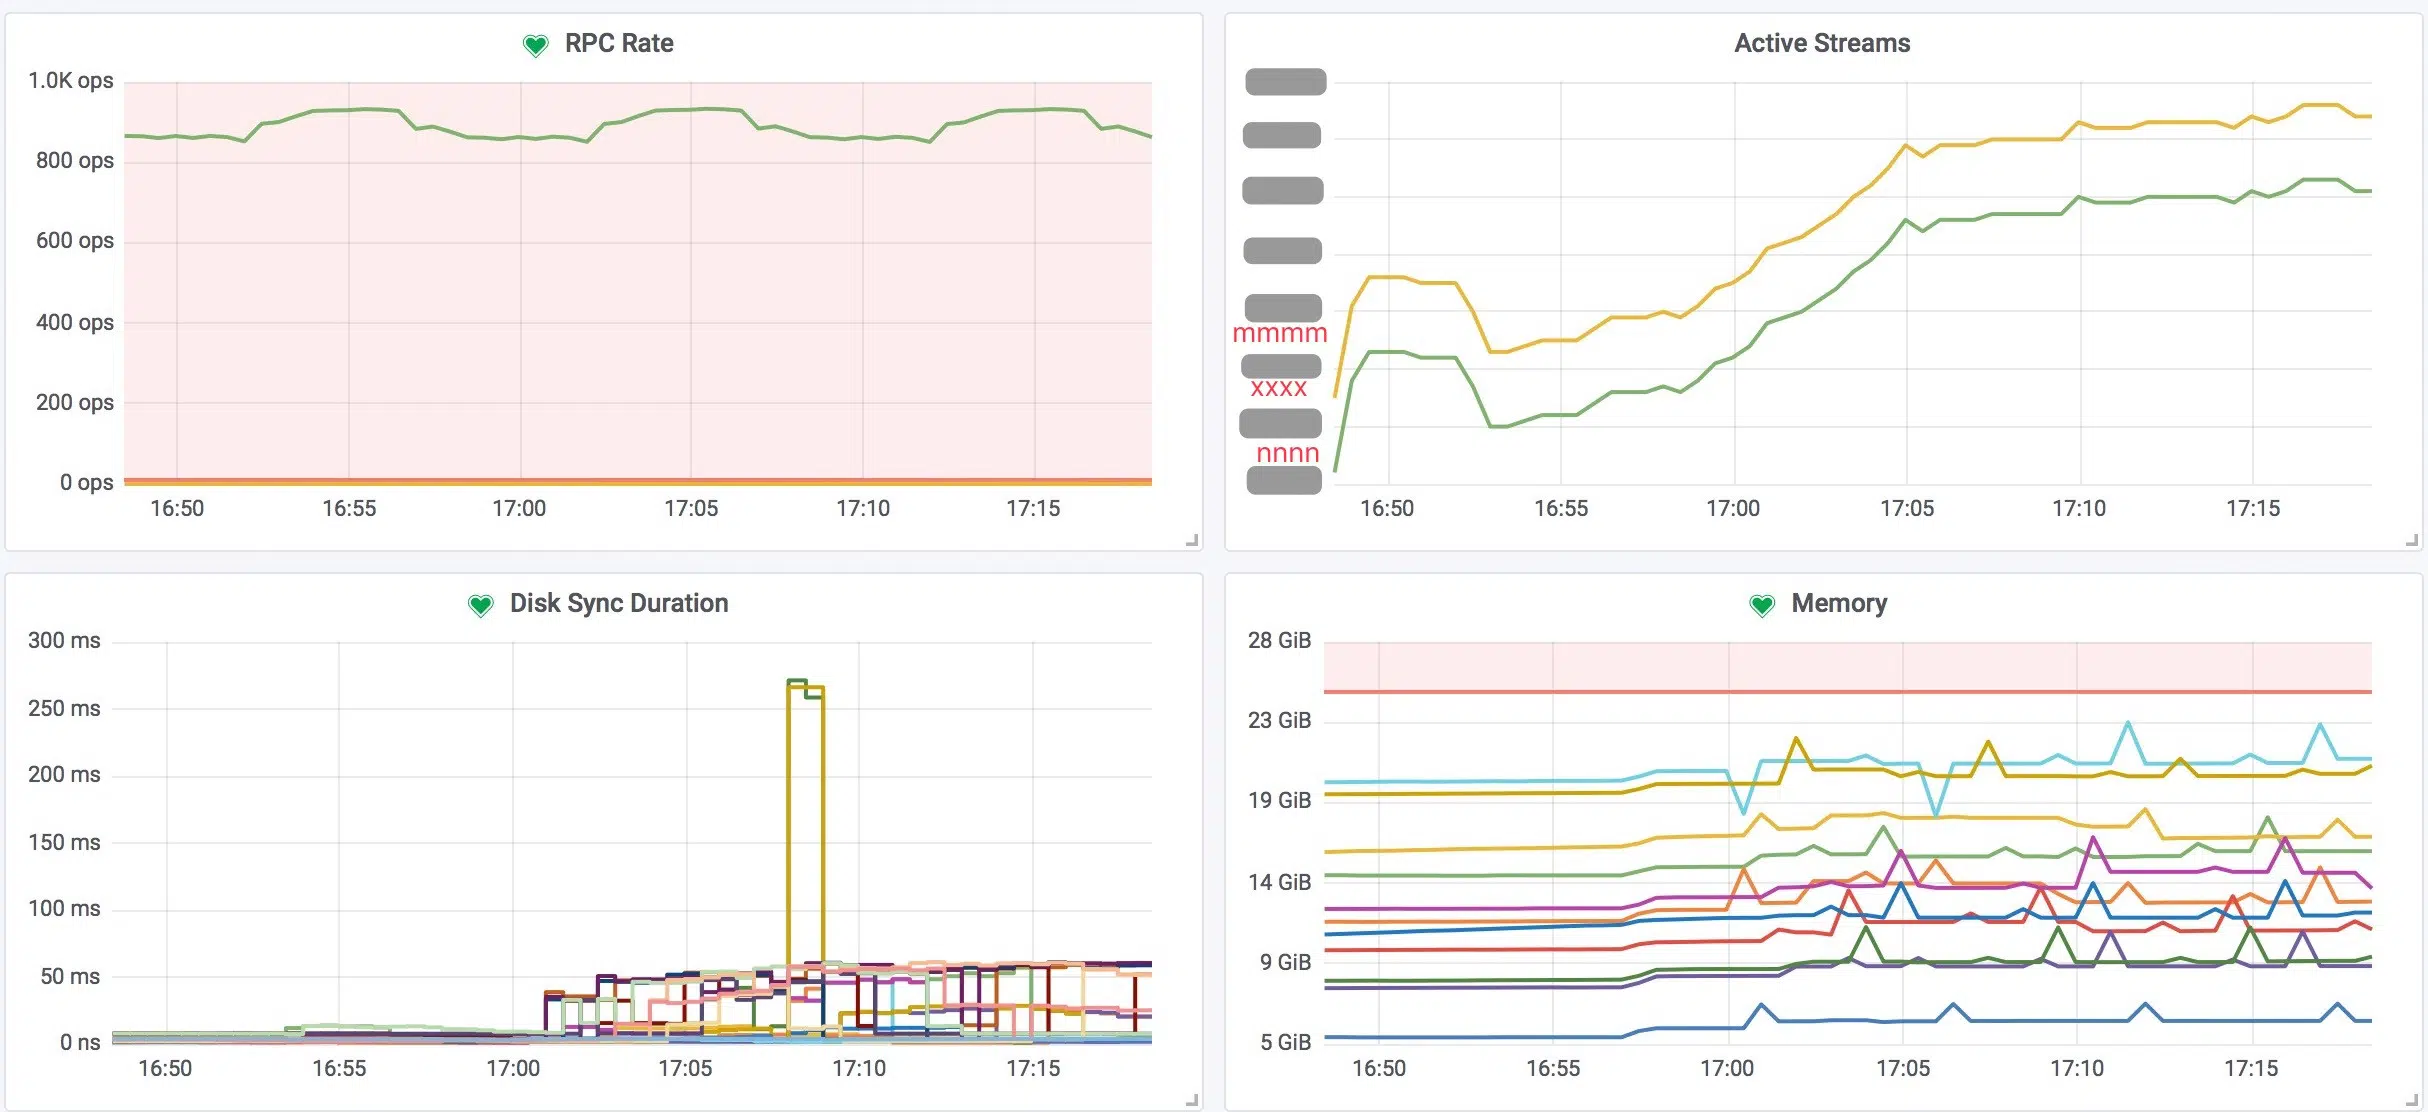 RPC Rate
1.0K ops
800 ops
600 ops
400 ops
200 ops
0 ops
16:50 16:55 17:00 17:05 17:10 17:15
Active Streams
mmmm
xxxx
nnnn
16:50 16:55 17:00 17:05 17:10 17:15
Disk Sync Duration
300 ms
250 ms
200 ms
150 ms
100 ms
50 ms
0 ns
16:50 16:55 17:00 17:05 17:10 17:15
Memory
28 GiB
23 GiB
19 GiB
14 GiB
9 GiB
5 GiB
16:50 16:55 17:00 17:05 17:10 17:15